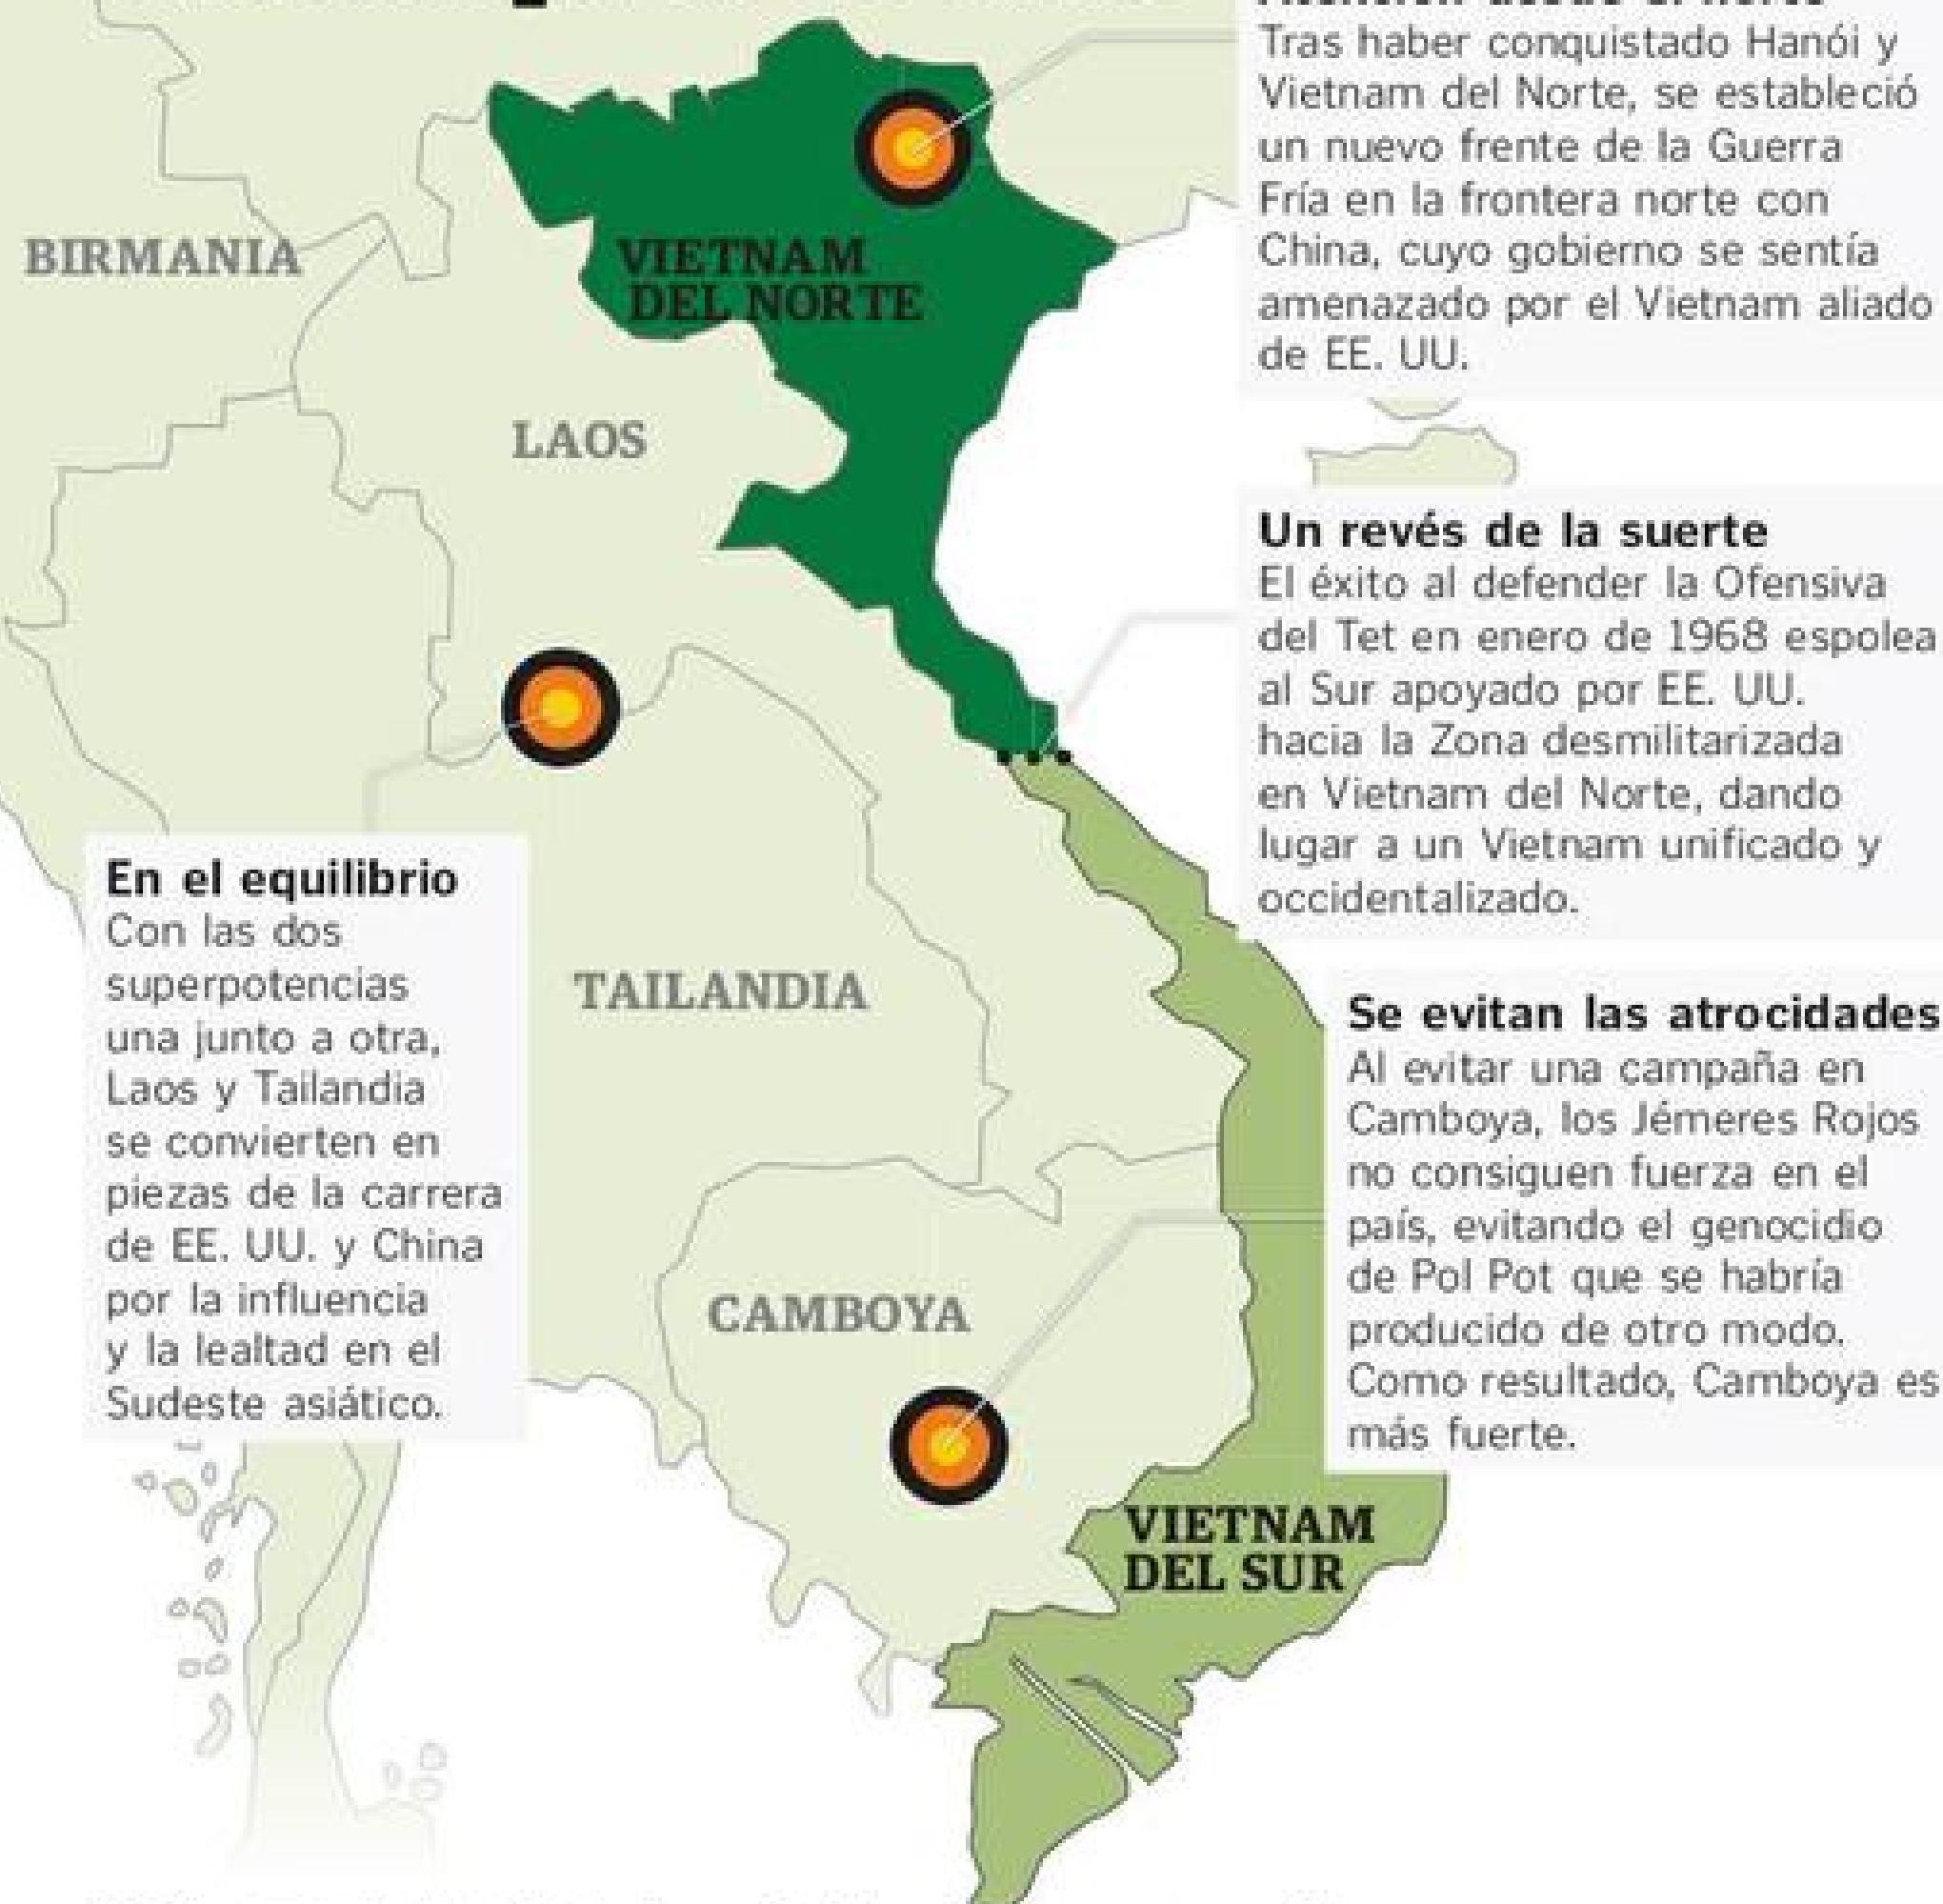 Tras haber conquistado Hanói y
Vietnam del Norte, se estableció
un nuevo frente de la Guerra
Fría en la frontera norte con
China, cuyo gobierno se sentía
amenazado por el Vietnam aliado
de EE. UU.
BIRMANIA
VIETNAM
DEL NORTE
LAOS
Un revés de la suerte
El éxito al defender la Ofensiva
del Tet en enero de 1968 espolea
al Sur apoyado por EE. UU.
hacia la Zona desmilitarizada
en Vietnam del Norte, dando
lugar a un Vietnam unificado y
occidentalizado.
En el equilibrio
Con las dos
superpotencias
una junto a otra,
Laos y Tailandia
se convierten en
piezas de la carrera
de EE. UU. y China
por la influencia
y la lealtad en el
Sudeste asiático.
TAILANDIA
Se evitan las atrocidades
Al evitar una campaña en
Camboya, los Jémeres Rojos
no consiguen fuerza en el
país, evitando el genocidio
de Pol Pot que se habría
producido de otro modo.
Como resultado, Camboya es
más fuerte.
CAMBOYA
VIETNAM
DEL SUR